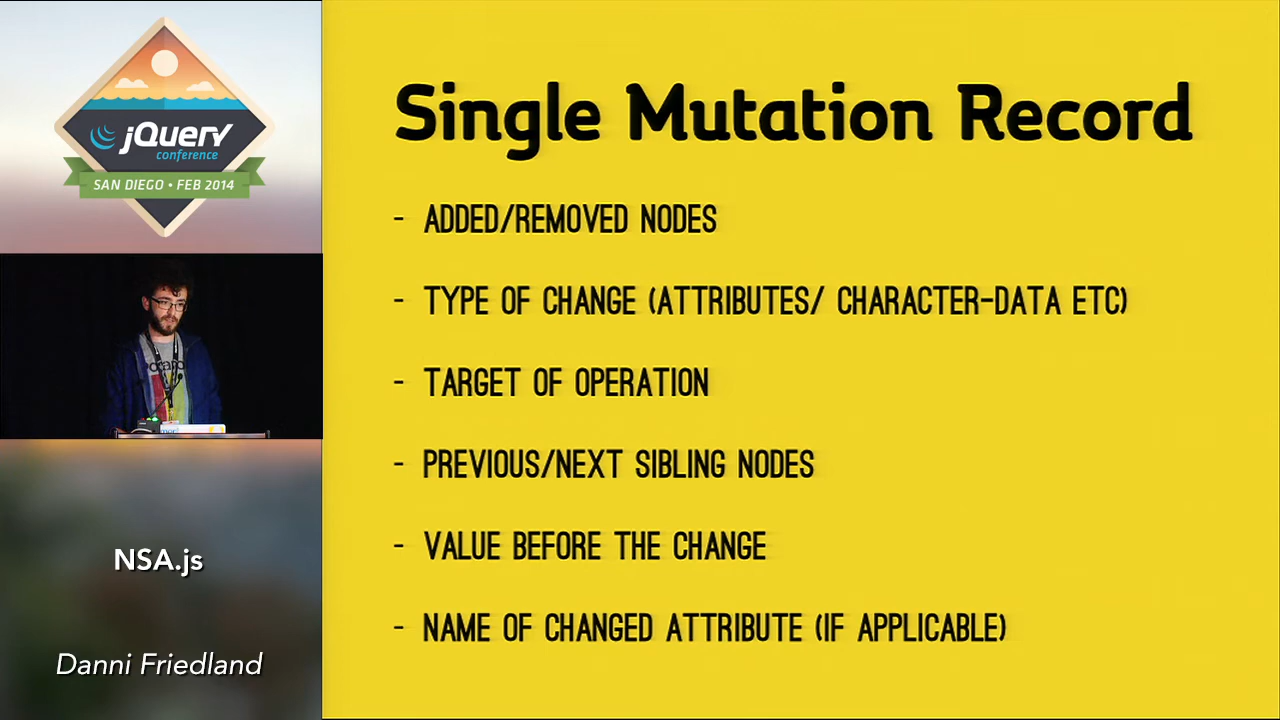 jQuery
conference
SAN DIEGO • FEB 2014
NSA.js
Danni Friedland
Single Mutation Record
- ADDED/REMOVED NODES
- TYPE OF CHANGE (ATTRIBUTES/ CHARACTER-DATA ETC)
- TARGET OF OPERATION
- PREVIOUS/NEXT SIBLING NODES
- VALUE BEFORE THE CHANGE
- NAME OF CHANGED ATTRIBUTE (IF APPLICABLE)